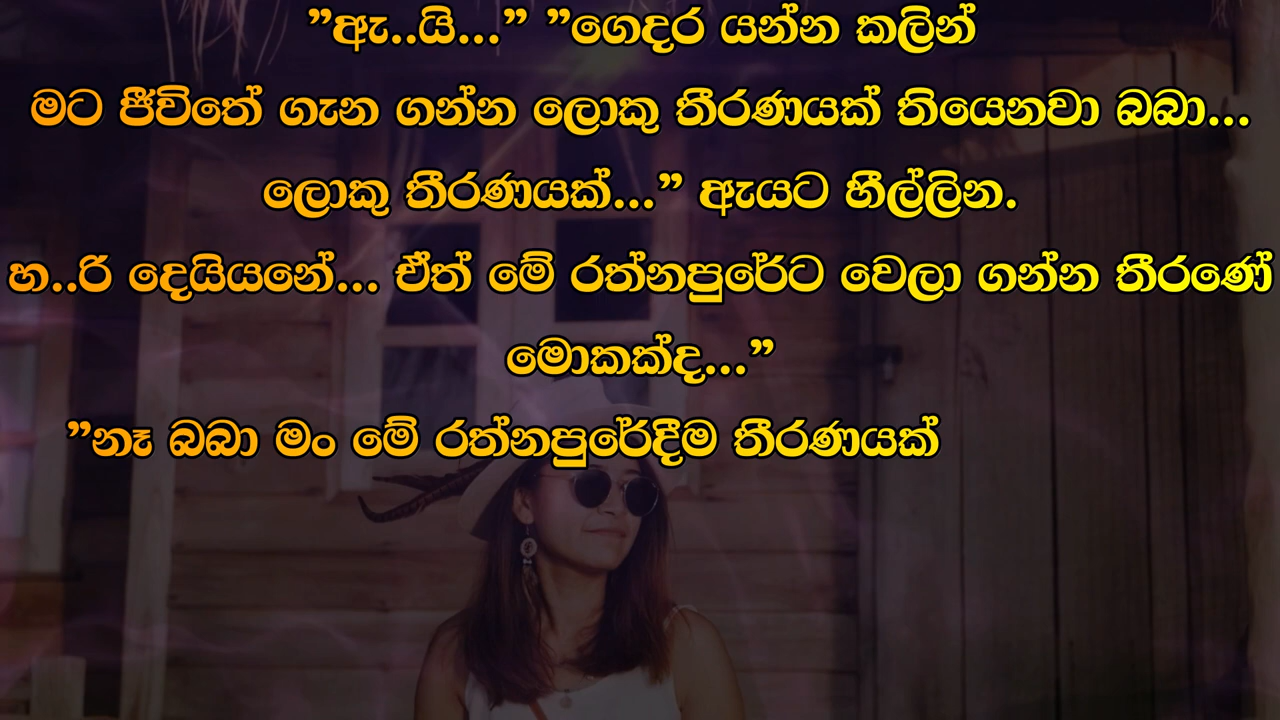 ”ඇ..යි...” ”ගෙදර යන්න කලින්
මට ජීවිතේ ගැන ගන්න ලොකු තීරණයක් තියෙනවා බබා...
ලොකු තීරණයක්...” ඇයට හීල්ලින.
හ..රි දෙයියනේ... ඒත් මේ රත්නපුරේට වෙලා ගන්න තීරණේ
මොකක්ද...”
”නෑ බබා මං මේ රත්නපුරේදීම තීරණයක්